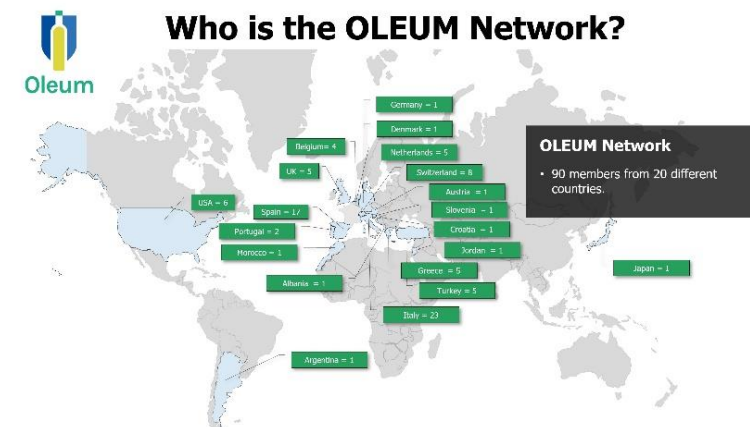 Who is the OLEUM Network?
Oleum
Germany = 1
Denmark = 1
Belgium= 4
Netherlands = 5
UK = 5
Switzerland = 8
Austria = 1
USA = 6
Spain = 17
Slovenia = 1
Portugal = 2
Croatia = 1
Morocco = 1
Jordan = 1
Albania = 1
Greece = 5
Turkey = 5
Italy = 23
Argentina = 1
Japan = 1
OLEUM Network
• 90 members from 20 different
countries.